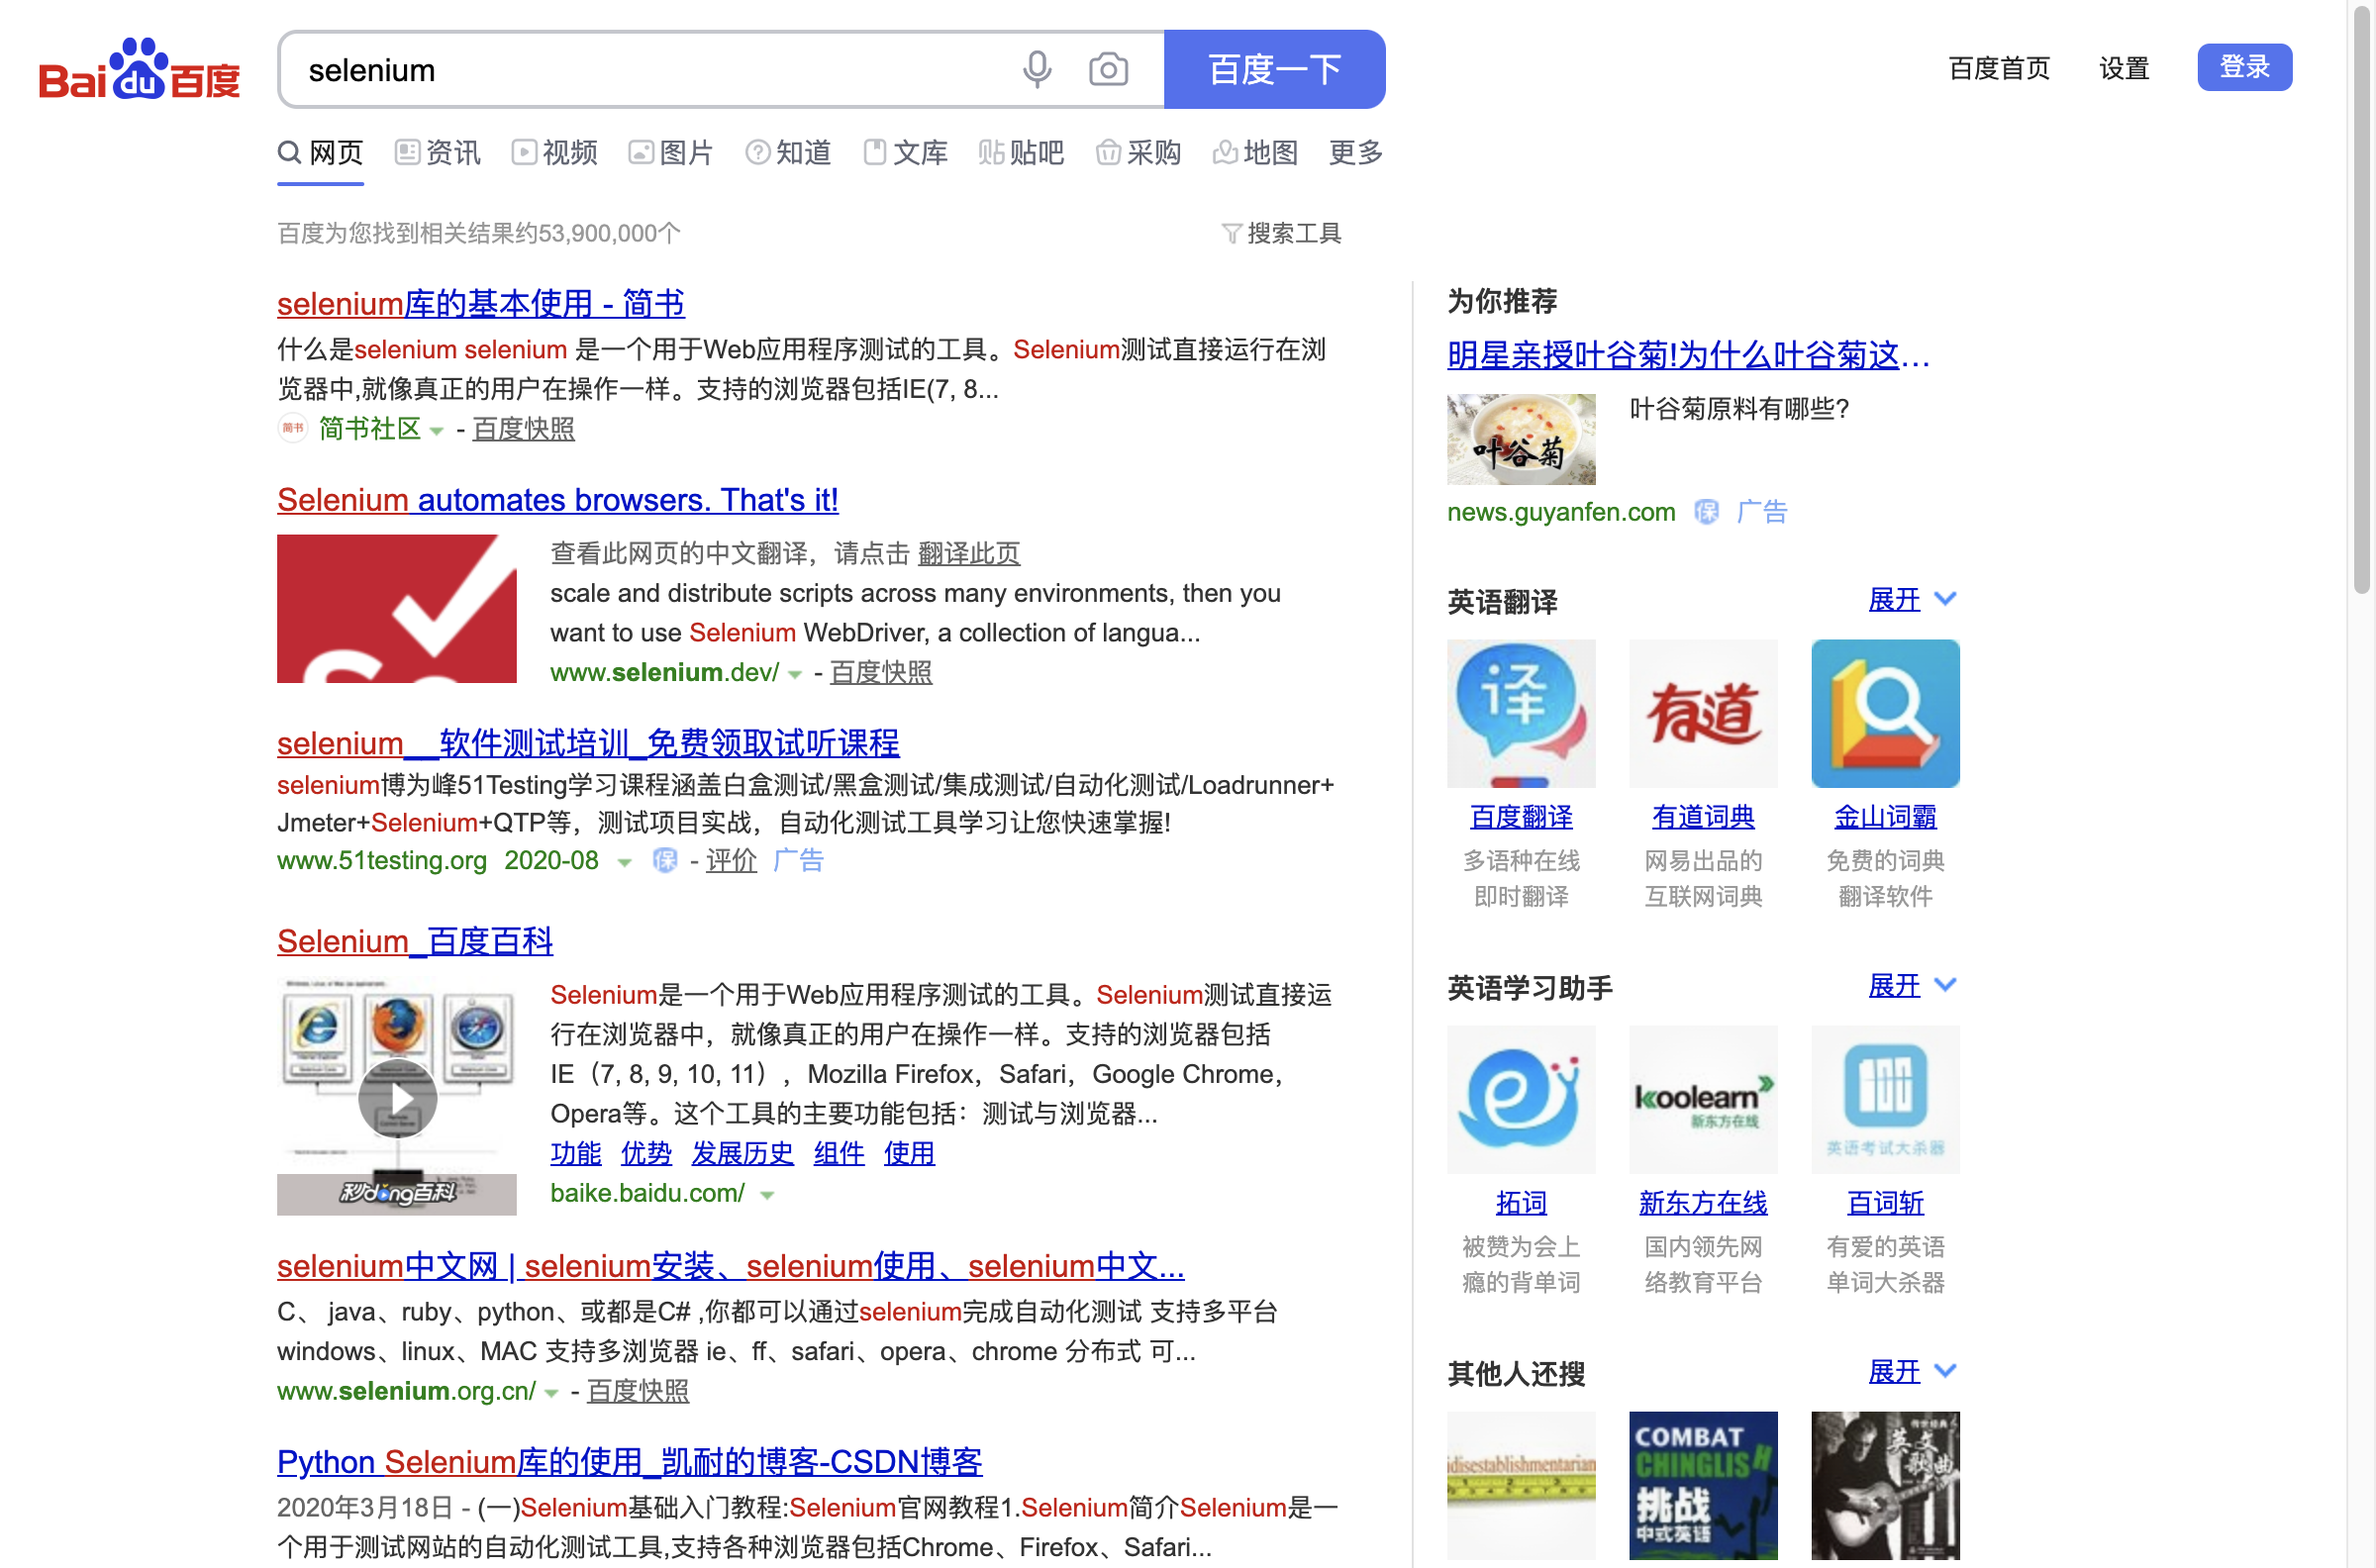 Bai du 百度
selenium
百度一下
百度首页 设置 登录
网页 资讯 视频 图片 知道 文库 贴吧 采购 地图 更多
百度为您找到相关结果约53,900,000个
搜索工具
selenium库的基本使用 - 简书
什么是selenium selenium 是一个用于Web应用程序测试的工具。Selenium测试直接运行在浏
览器中,就像真正的用户在操作一样。支持的浏览器包括IE(7, 8...
简书 简书社区 - 百度快照
Selenium automates browsers. That's it!
查看此网页的中文翻译，请点击 翻译此页
scale and distribute scripts across many environments, then you
want to use Selenium WebDriver, a collection of langua...
www.selenium.dev/ - 百度快照
selenium__软件测试培训_免费领取试听课程
selenium博为峰51Testing学习课程涵盖白盒测试/黑盒测试/集成测试/自动化测试/Loadrunner+
Jmeter+Selenium+QTP等，测试项目实战，自动化测试工具学习让您快速掌握!
www.51testing.org 2020-08 保 - 评价 广告
Selenium_百度百科
Selenium是一个用于Web应用程序测试的工具。Selenium测试直接运
行在浏览器中，就像真正的用户在操作一样。支持的浏览器包括
IE（7, 8, 9, 10, 11），Mozilla Firefox，Safari，Google Chrome，
Opera等。这个工具的主要功能包括：测试与浏览器...
功能 优势 发展历史 组件 使用
秒dong百科
baike.baidu.com/
selenium中文网 | selenium安装、selenium使用、selenium中文...
C、 java、ruby、python、或都是C# ,你都可以通过selenium完成自动化测试 支持多平台
windows、linux、MAC 支持多浏览器 ie、ff、safari、opera、chrome 分布式 可...
www.selenium.org.cn/ - 百度快照
Python Selenium库的使用_凯耐的博客-CSDN博客
2020年3月18日 - (一)Selenium基础入门教程:Selenium官网教程1.Selenium简介Selenium是一
个用于测试网站的自动化测试工具,支持各种浏览器包括Chrome、Firefox、Safari...
为你推荐
明星亲授叶谷菊!为什么叶谷菊这...
叶谷菊
叶谷菊原料有哪些?
news.guyanfen.com 保 广告
英语翻译 展开
译 有道
百度翻译 有道词典 金山词霸
多语种在线 网易出品的 免费的词典
即时翻译 互联网词典 翻译软件
英语学习助手 展开
koolearn
新东方在线
英语考试大杀器
拓词 新东方在线 百词斩
被赞为会上 国内领先网 有爱的英语
瘾的背单词 络教育平台 单词大杀器
其他人还搜 展开
idisestablishmentarian
COMBAT
CHINGLISH
挑战
中式英语
英文
歌曲